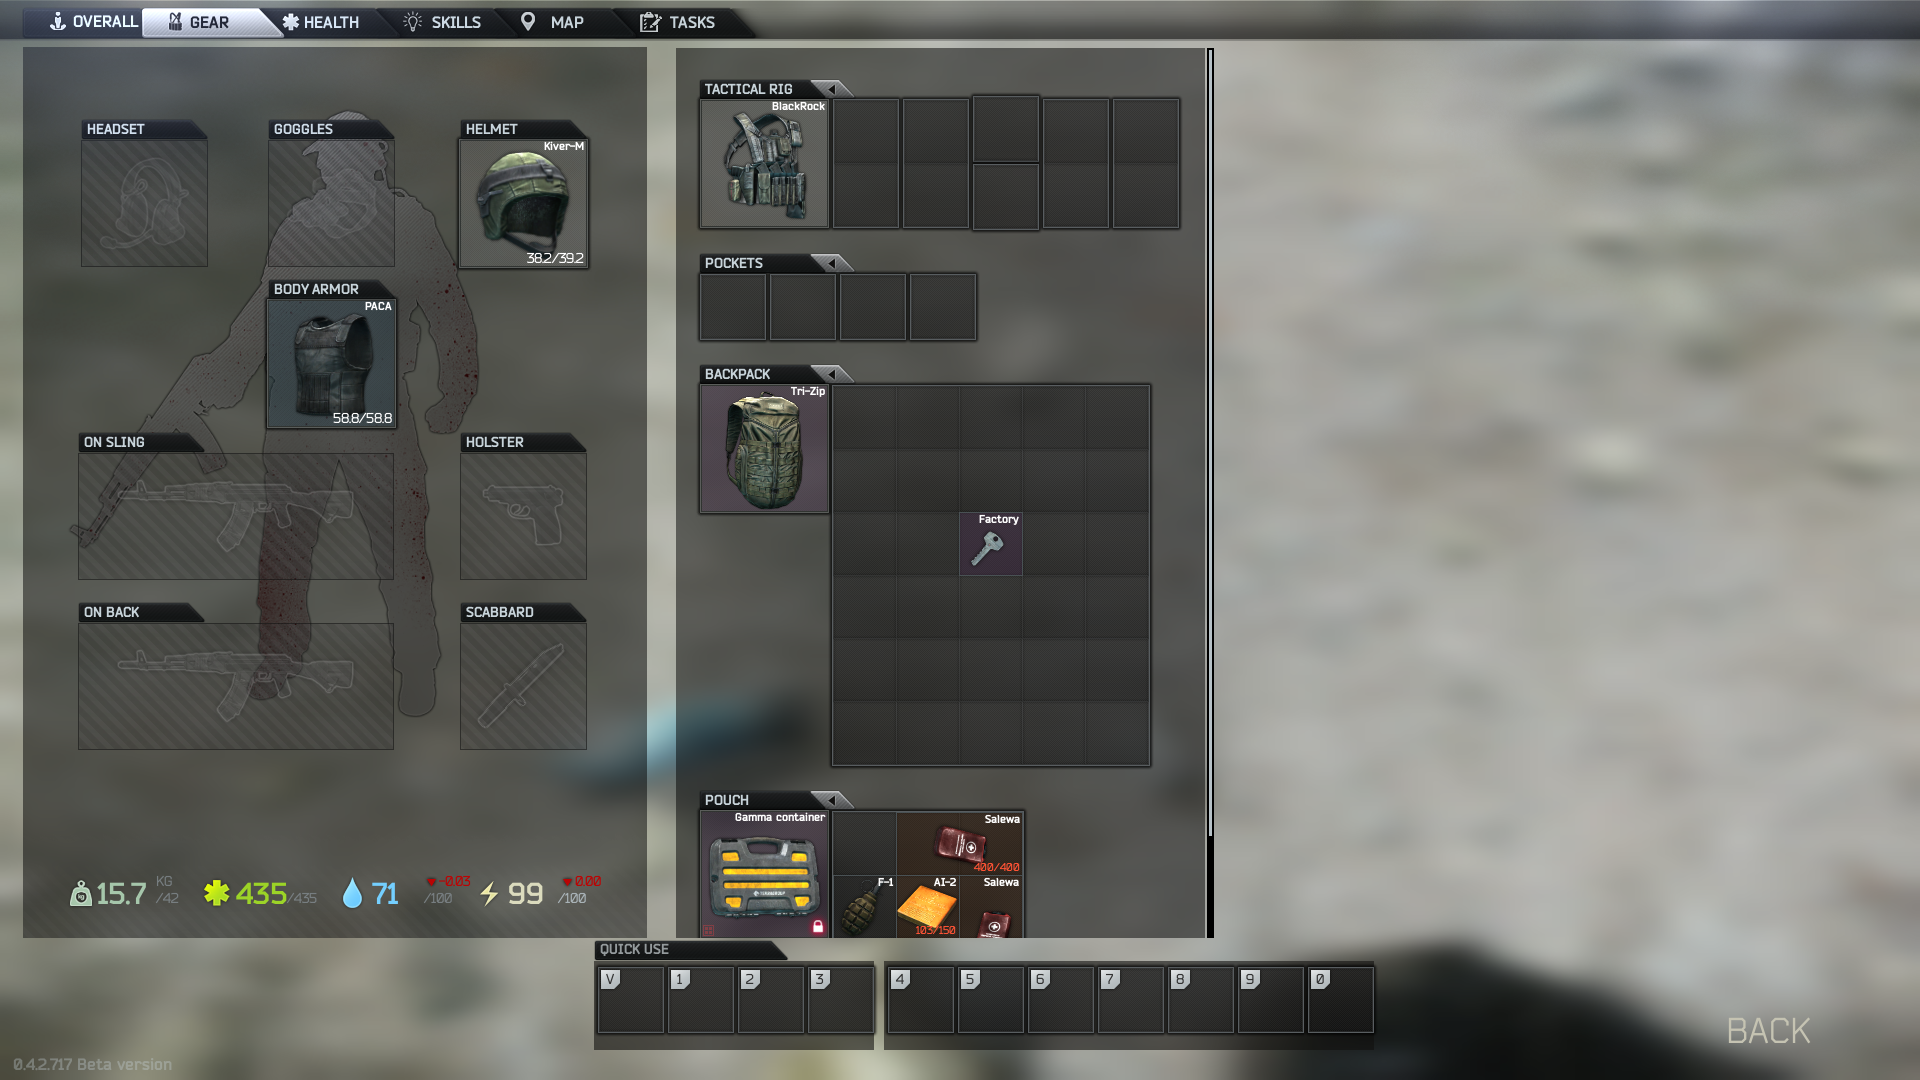 OVERALL
GEAR
HEALTH
SKILLS
MAP
TASKS
HEADSET
GOGGLES
HELMET
Kiver-M
38.2/39.2
BODY ARMOR
PACA
58.8/58.8
ON SLING
HOLSTER
ON BACK
SCABBARD
15.7 KG /42
435/435
71 -0.03 /100
99 0.00 /100
TACTICAL RIG
BlackRock
POCKETS
BACKPACK
Tri-Zip
Factory
POUCH
Gamma container
Salewa
400/400
F-1
AI-2
103/150
Salewa
QUICK USE
V
1
2
3
4
5
6
7
8
9
0
BACK
0.4.2.717 Beta version